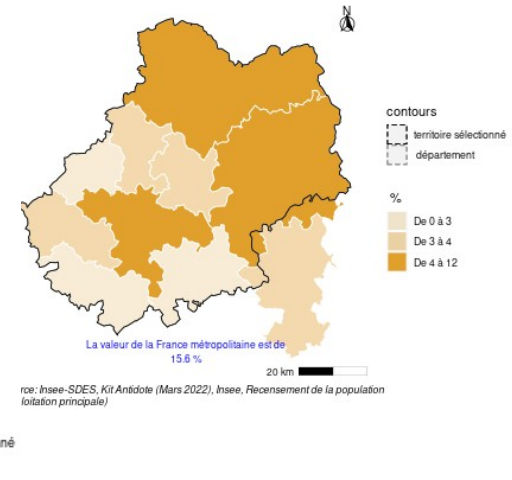 N
contours
territoire sélectionné
département
%
De 0 à 3
De 3 à 4
De 4 à 12
La valeur de la France métropolitaine est de
15.6 %
20 km
rce: Insee-SDES, Kit Antidote (Mars 2022), Insee, Recensement de la population
loitation principale)
né